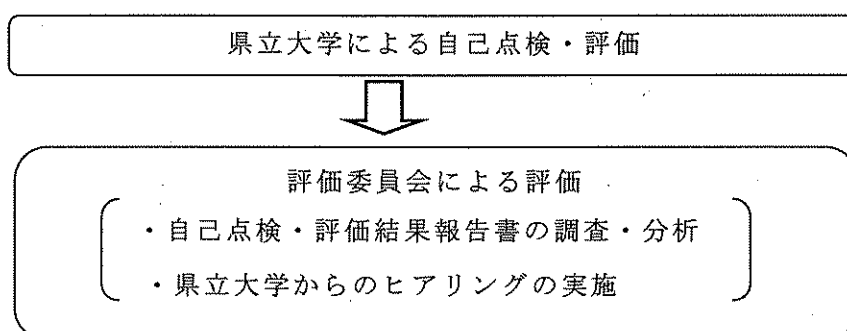 県立大学による自己点検・評価
評価委員会による評価
・自己点検・評価結果報告書の調査・分析
・県立大学からのヒアリングの実施